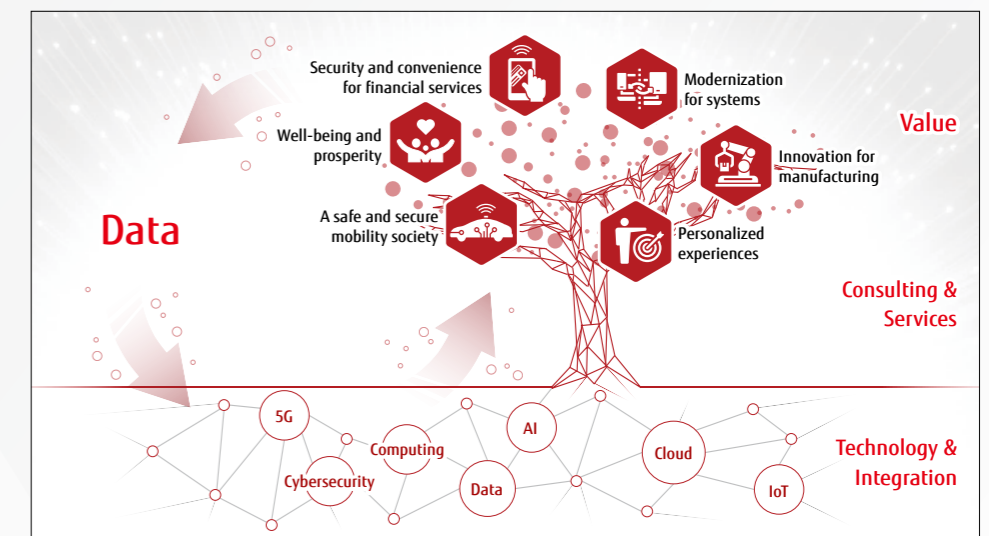 Security and convenience
for financial services
Modernization
for systems
Value
Well-being and
prosperity
Innovation for
manufacturing
Data
A safe and secure
mobility society
Personalized
experiences
Consulting &
Services
5G
AI
Computing
Cloud
Technology &
Integration
Cybersecurity
Data
IoT